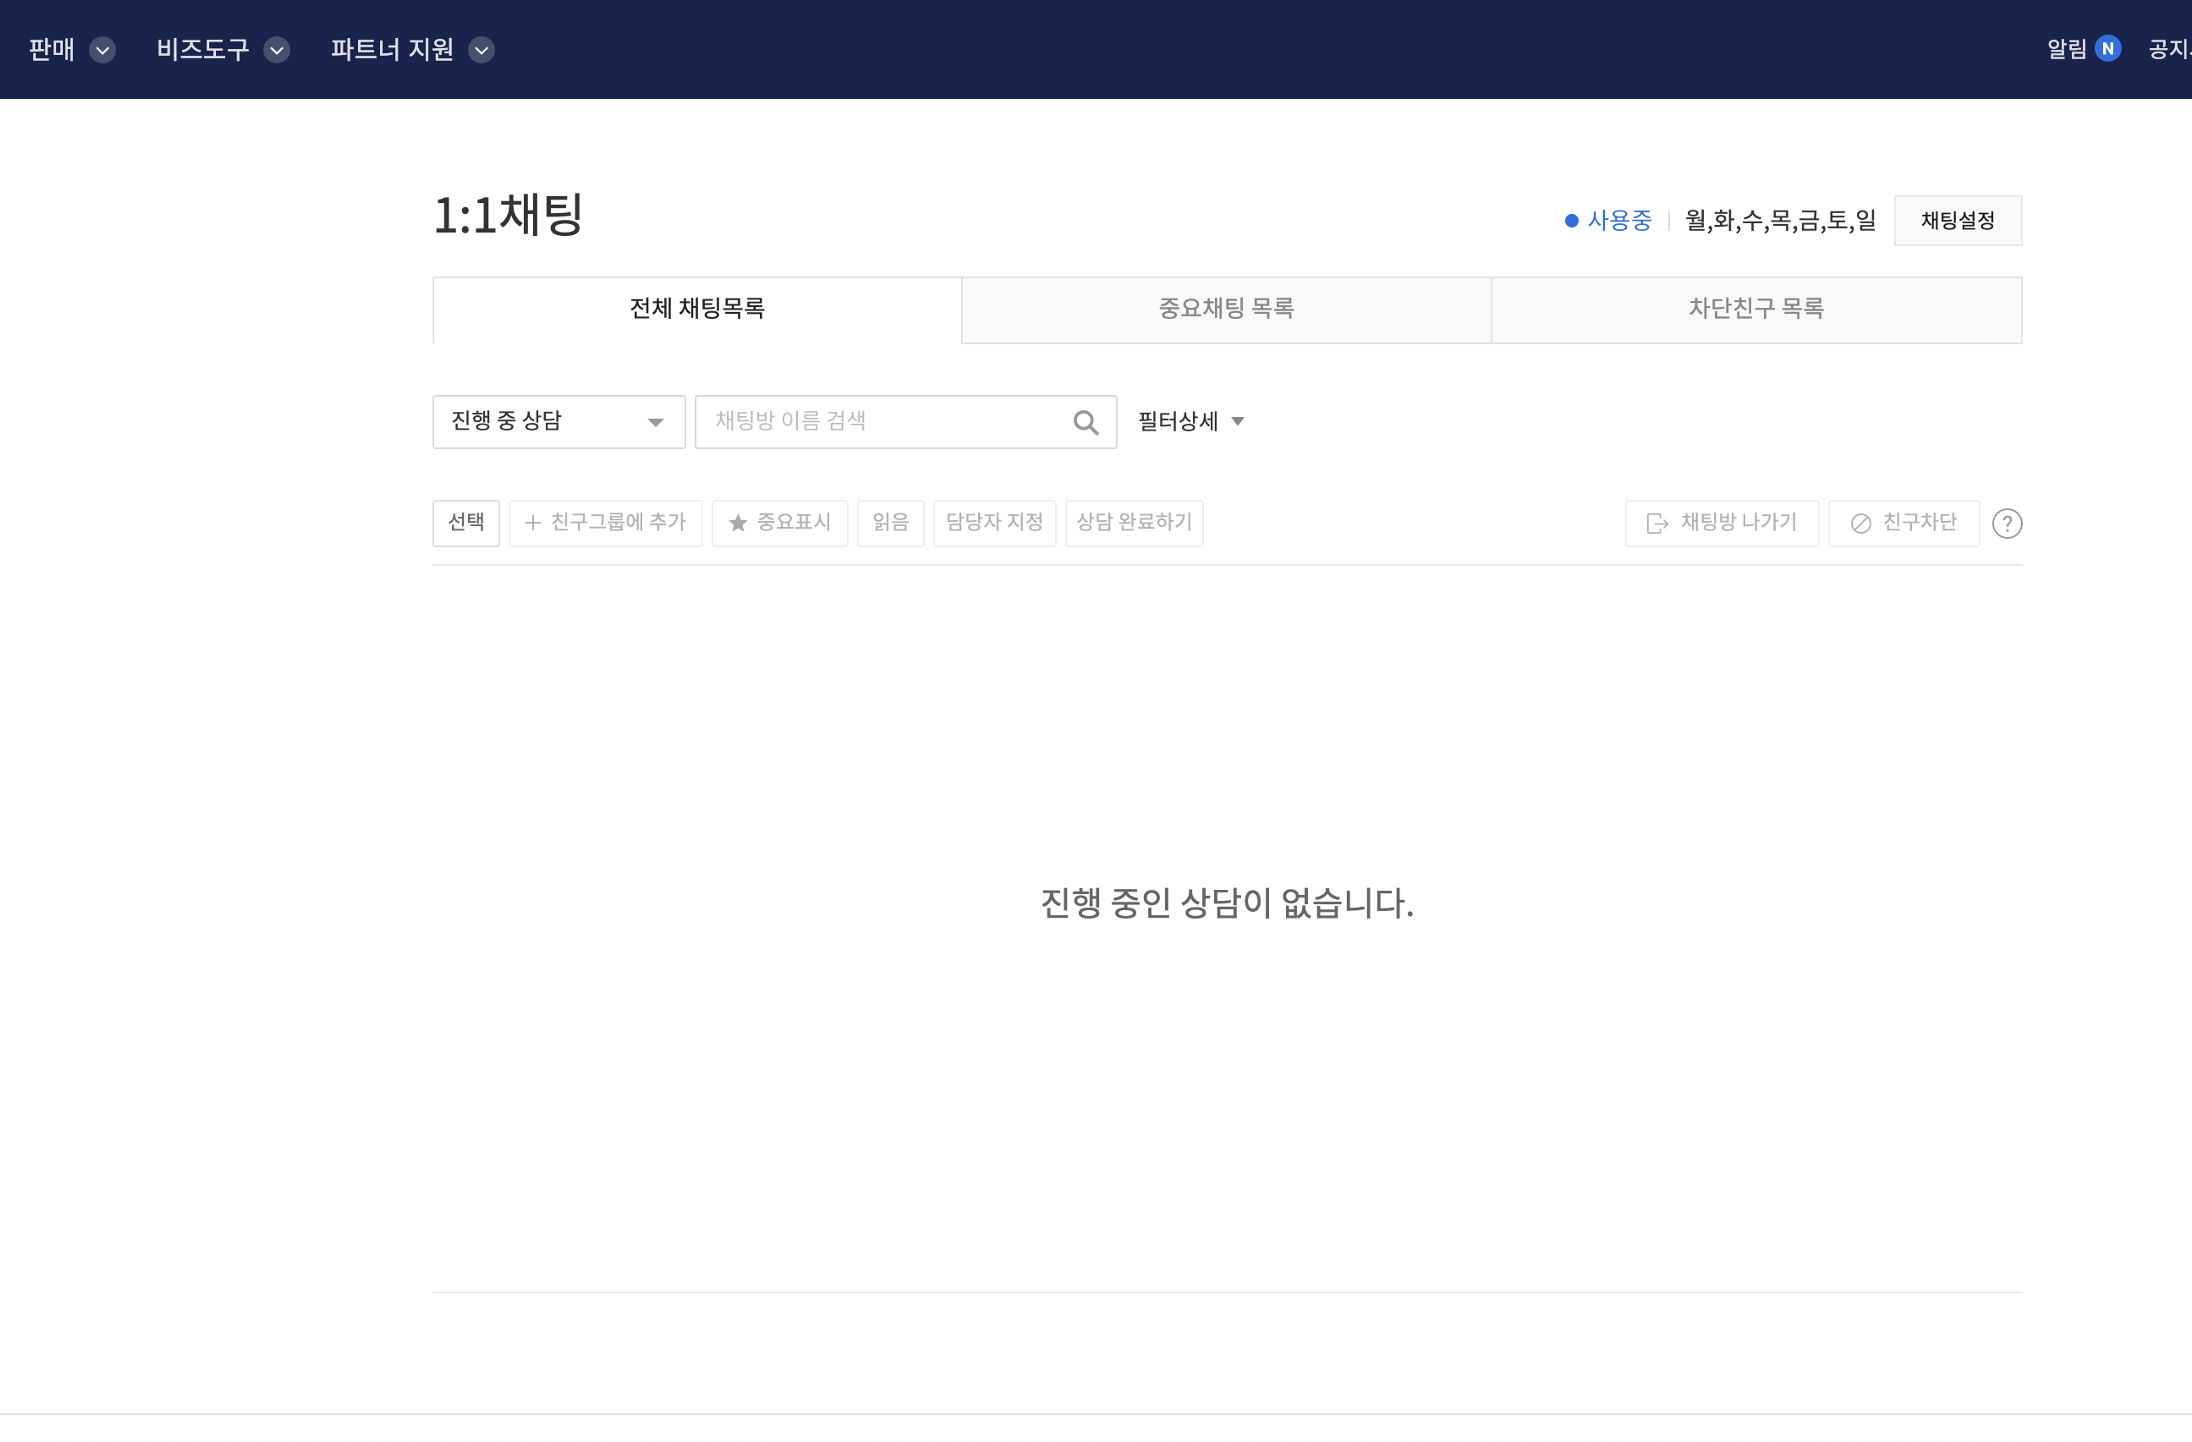 판매 비즈도구 파트너 지원 알림 N 공지
1:1채팅
사용중 월,화,수,목,금,토,일 채팅설정
전체 채팅목록 중요채팅 목록 차단친구 목록
진행 중 상담 채팅방 이름 검색 필터상세
선택 + 친구그룹에 추가 중요표시 읽음 담당자 지정 상담 완료하기 채팅방 나가기 친구차단 ?
진행 중인 상담이 없습니다.